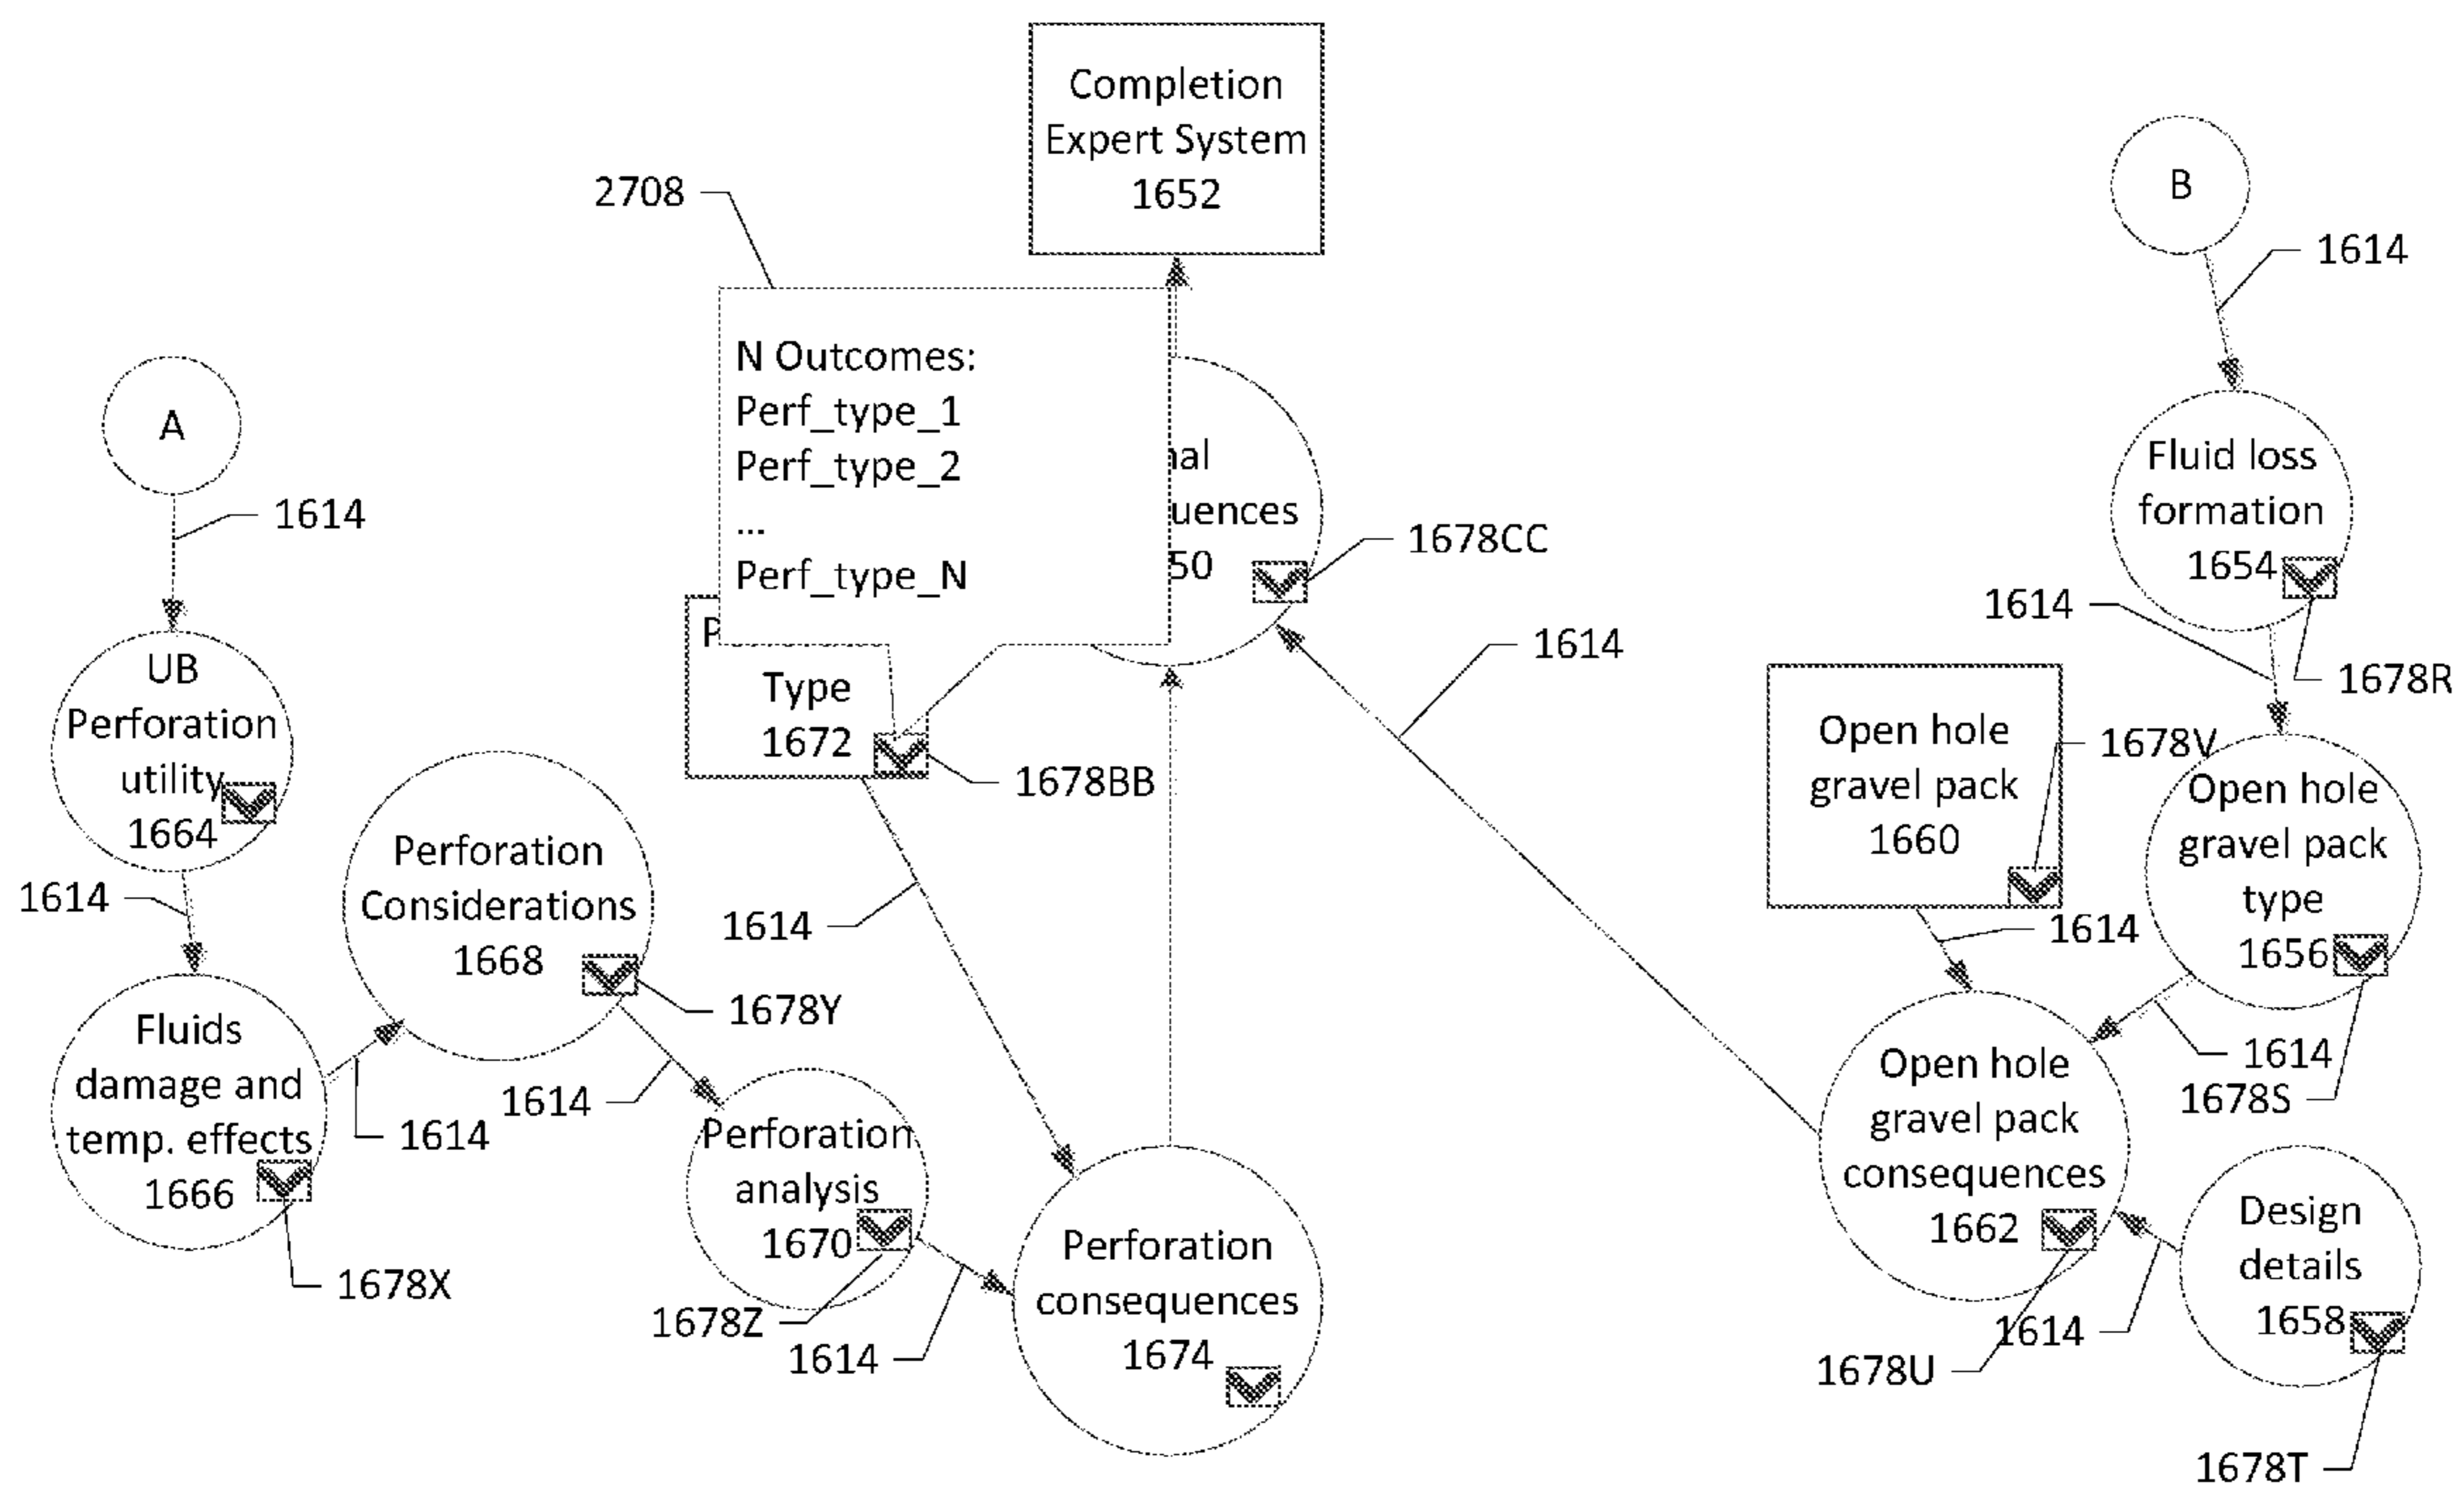 Completion
Expert System
1652
2708
B
1614
N Outcomes:
Perf_type_1
Perf_type_2
...
Perf_type_N
A
1614
Fluid loss
formation
1654
1678CC
1614
1614
1678R
UB
Perforation
utility
1664
Type
1672
1678BB
Open hole
gravel pack
1660
1678V
Open hole
gravel pack
type
1656
1614
Perforation
Considerations
1668
1614
1614
1678Y
Fluids
damage and
temp. effects
1666
1614
1614
1678X
Perforation
analysis
1670
1678Z
1614
Perforation
consequences
1674
Open hole
gravel pack
consequences
1662
1614
1678S
Design
details
1658
1614
1678U
1678T